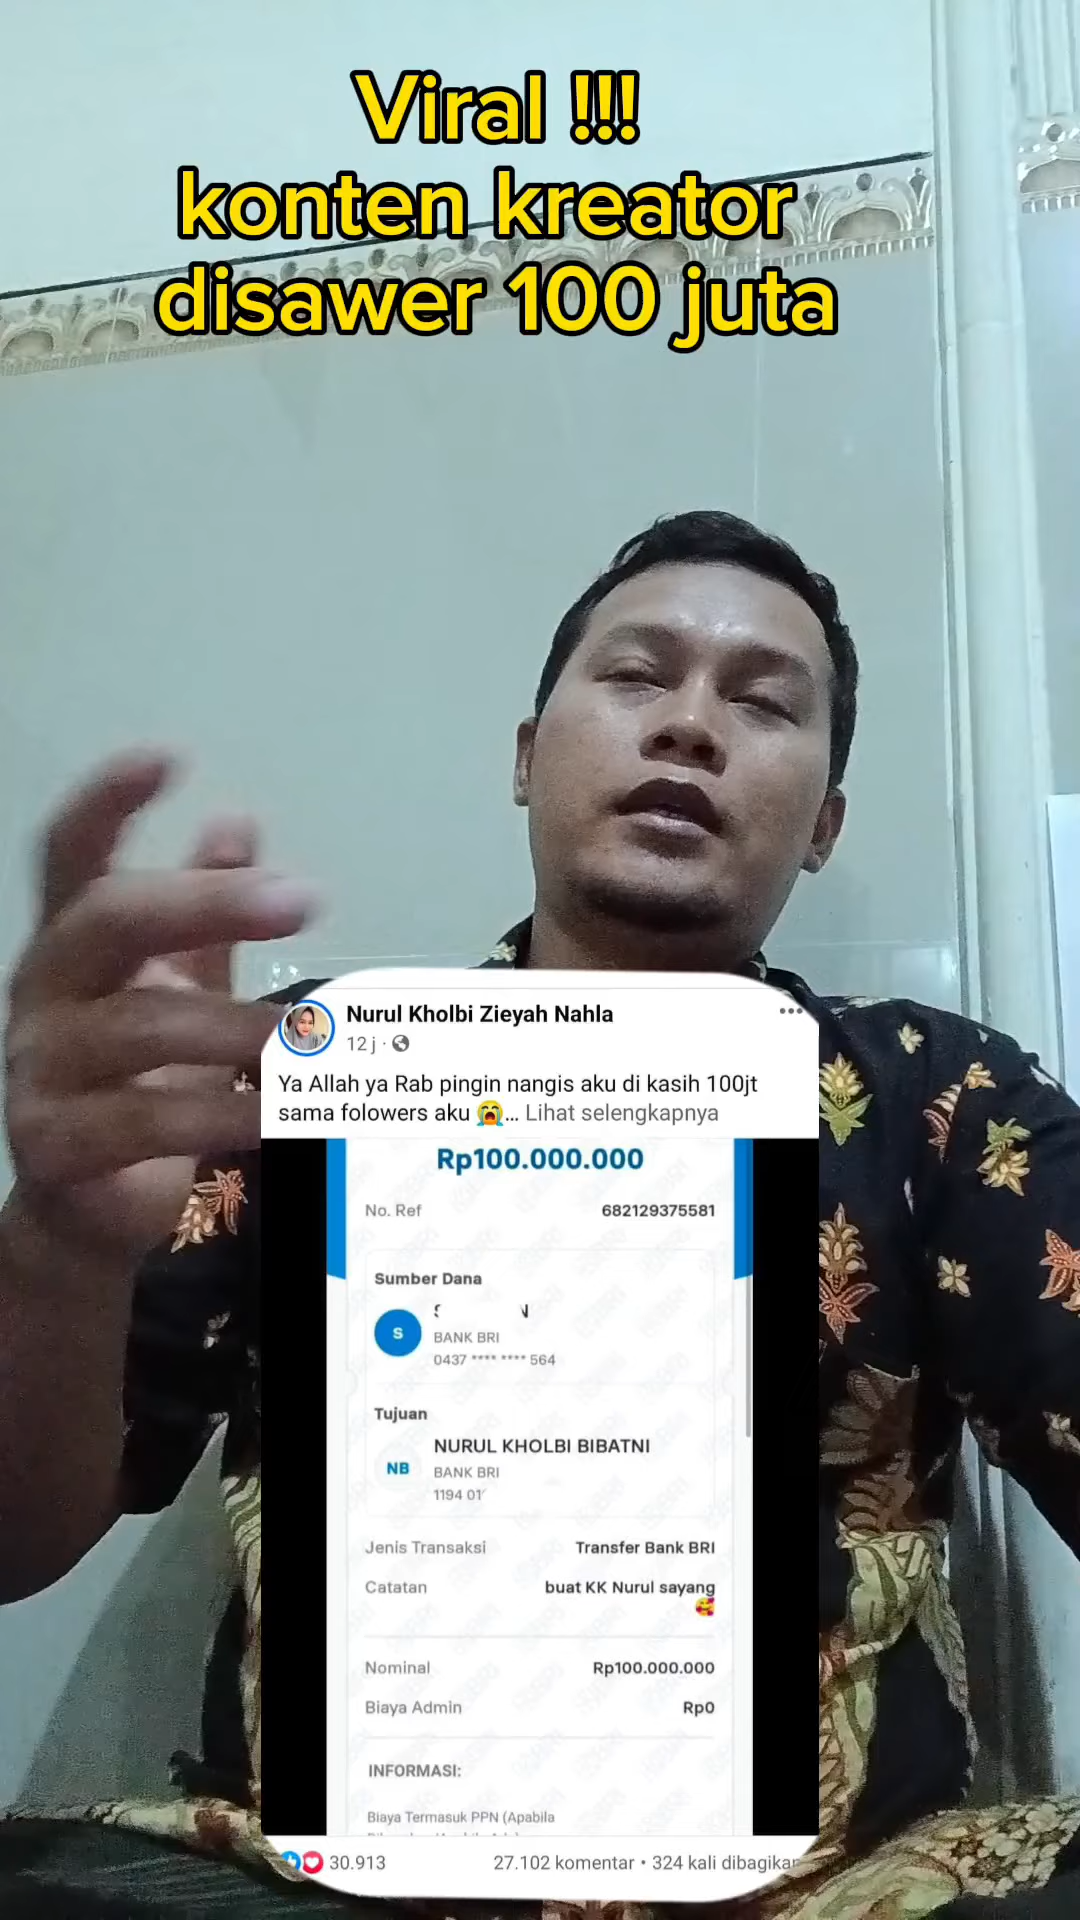 Viral !!!
konten kreator
disawer 100 juta
Nurul Kholbi Zieyah Nahla
12 j ·
Ya Allah ya Rab pingin nangis aku di kasih 100jt
sama folowers aku 😭... Lihat selengkapnya
Rp100.000.000
No. Ref 682129375581
Sumber Dana
S
BANK BRI
0437 **** **** 564
Tujuan
NURUL KHOLBI BIBATNI
NB
BANK BRI
1194 01
Jenis Transaksi Transfer Bank BRI
Catatan buat KK Nurul sayang
🥰
Nominal Rp100.000.000
Biaya Admin Rp0
INFORMASI:
Biaya Termasuk PPN (Apabila
30.913 27.102 komentar • 324 kali dibagikan